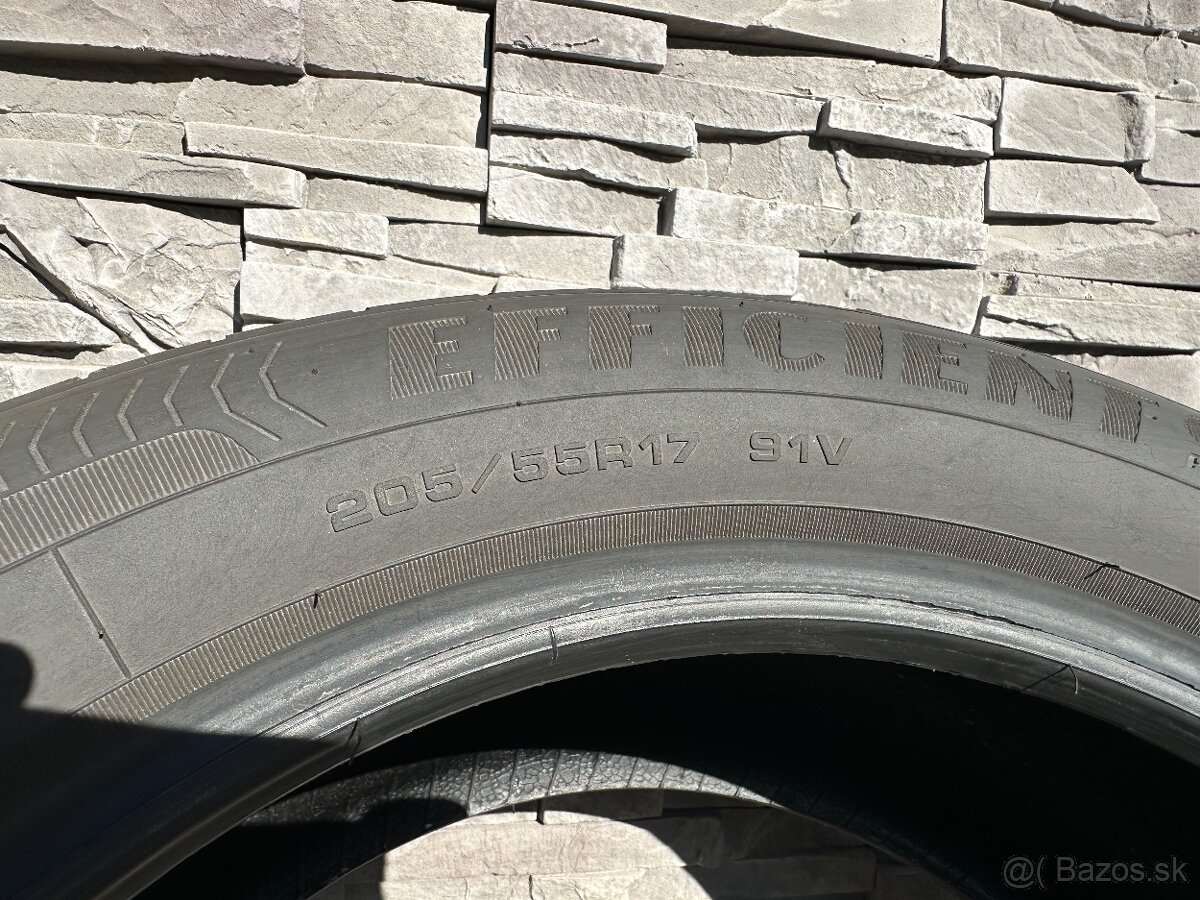 EFFICIENT
205/55R17 91V
@( Bazos.sk